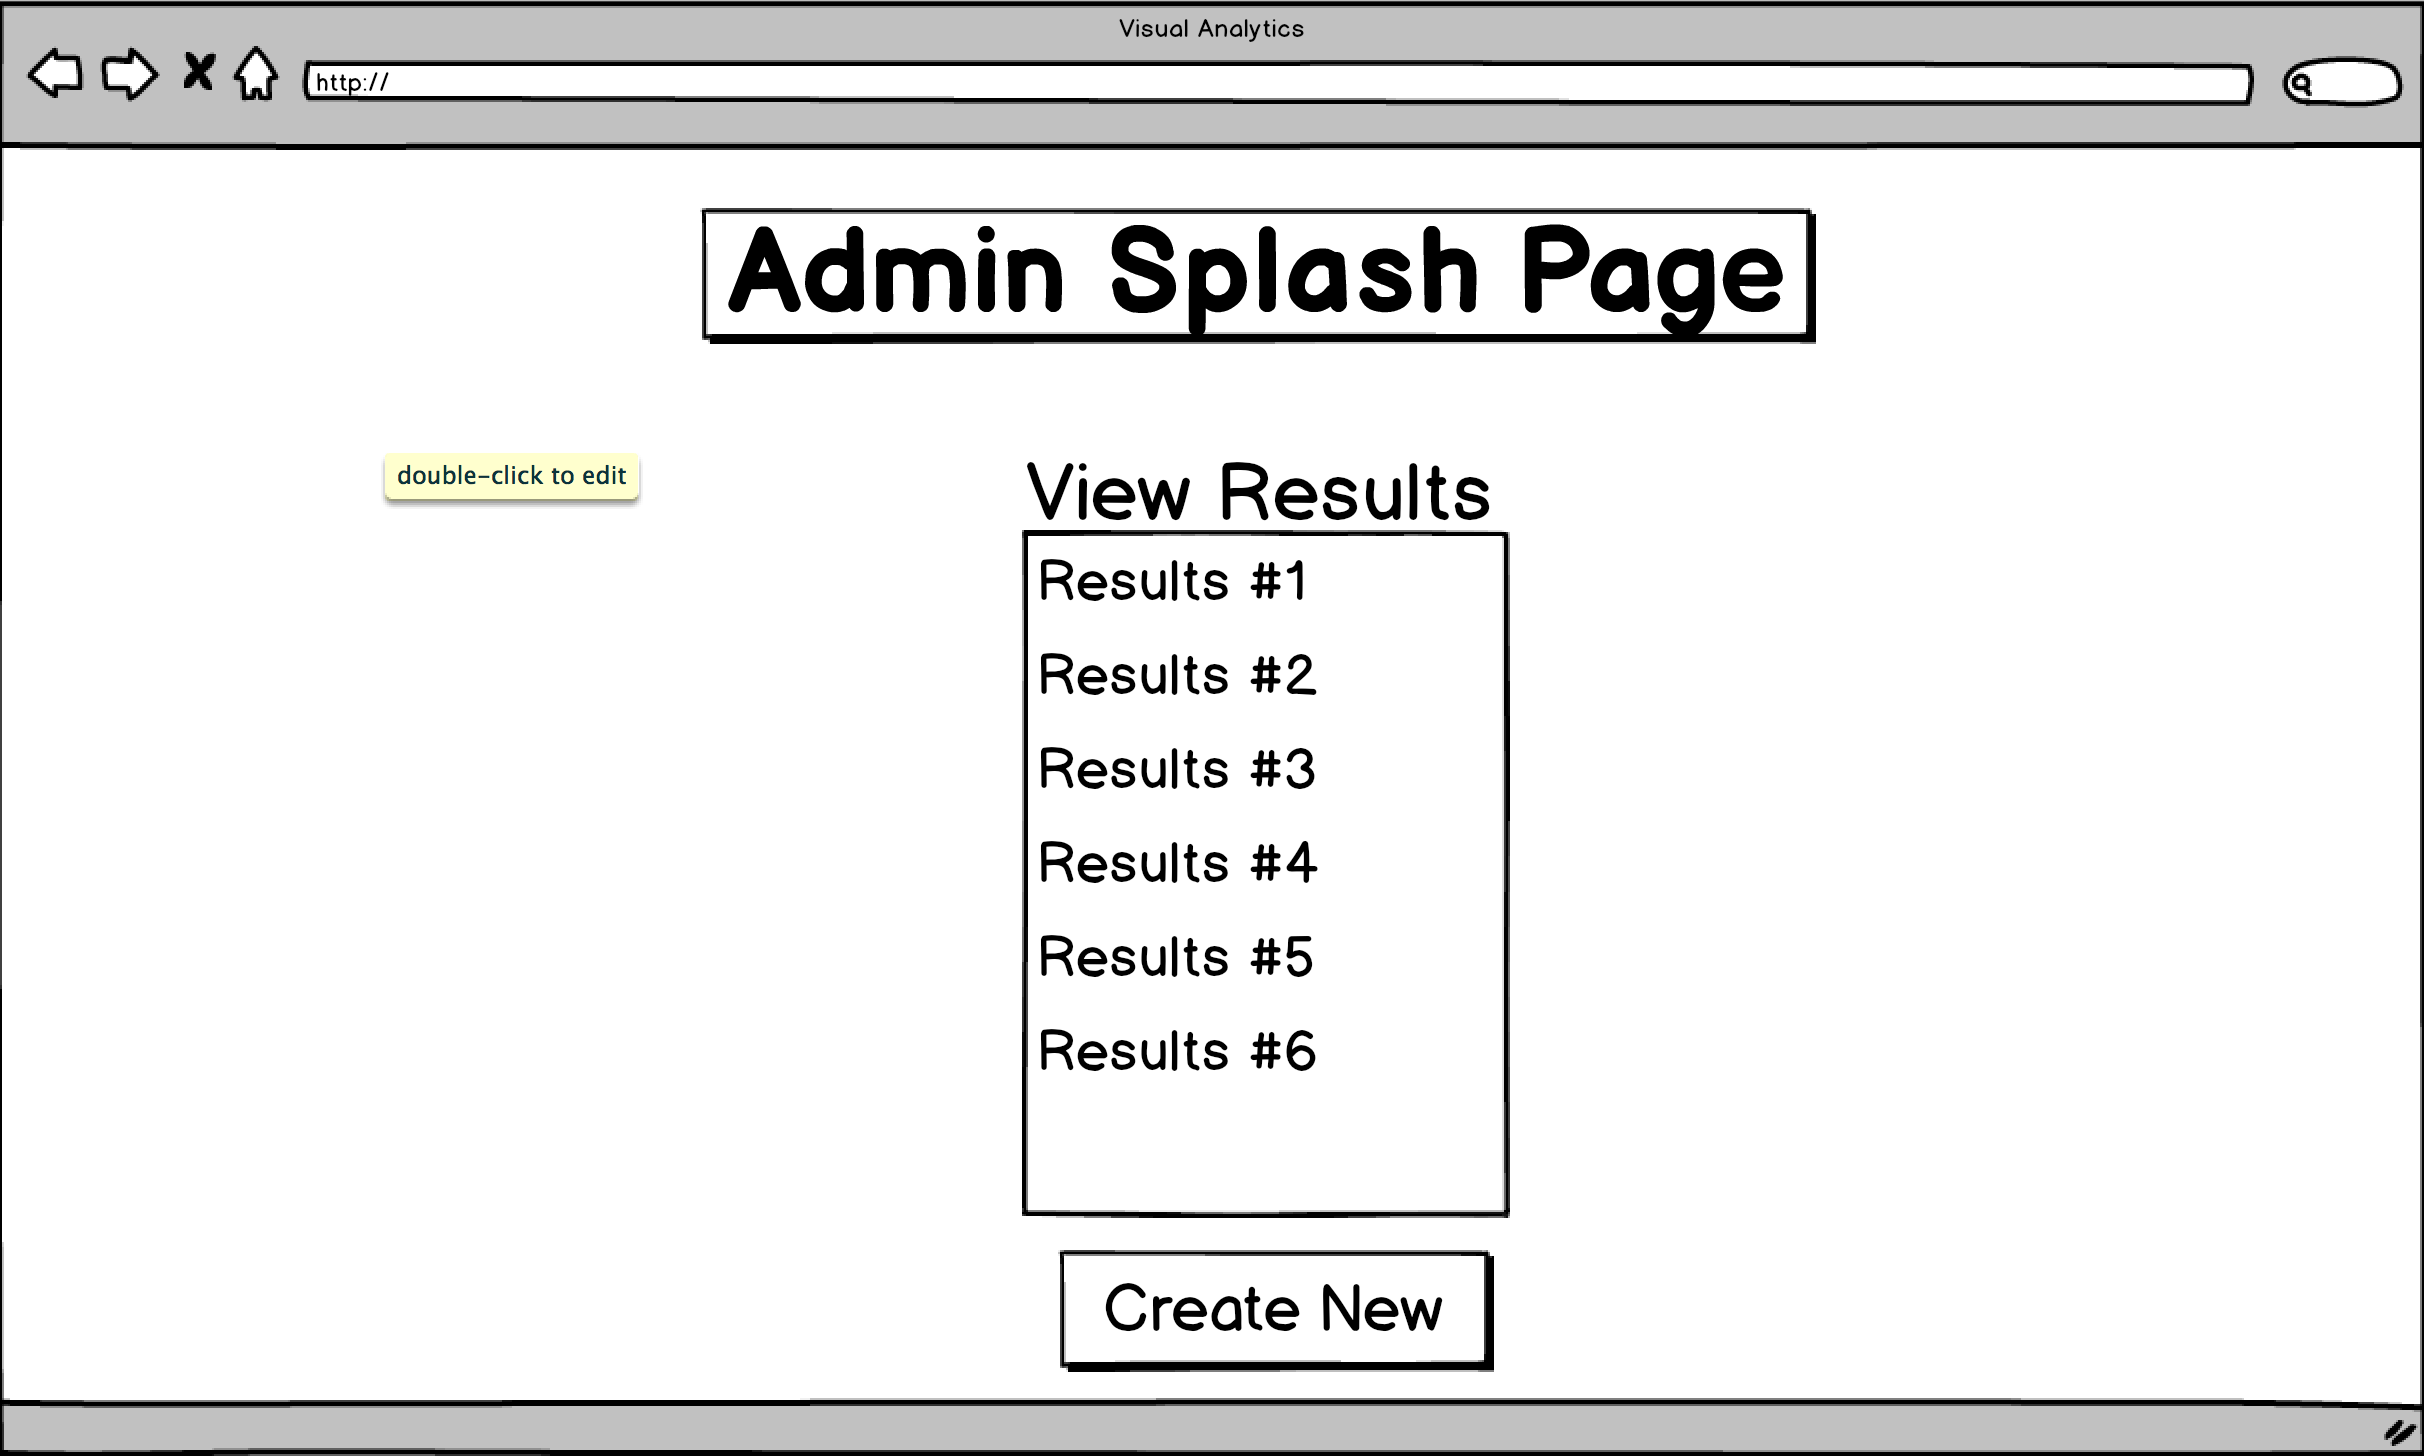 Visual Analytics
http://
Admin Splash Page
double-click to edit
View Results
Results #1
Results #2
Results #3
Results #4
Results #5
Results #6
Create New